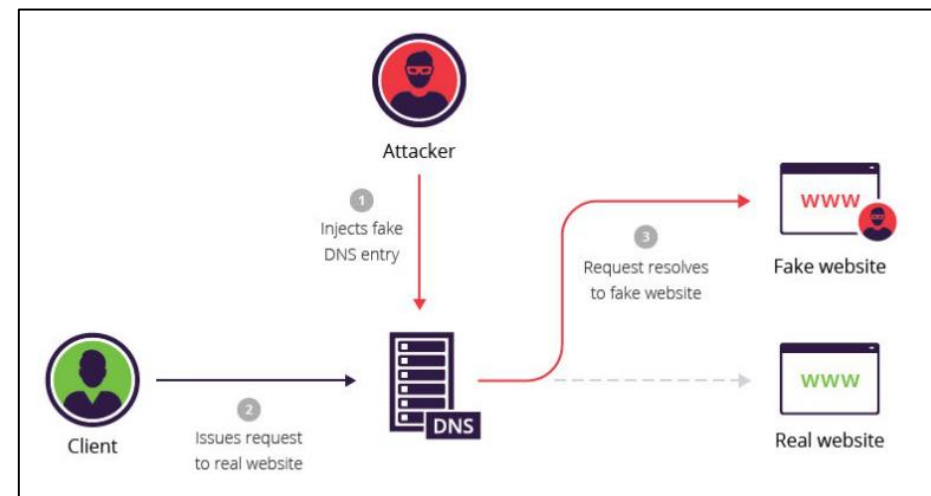 Attacker
1
Injects fake
DNS entry
www
3
Request resolves
to fake website
Fake website
Client
2
Issues request
to real website
DNS
www
Real website